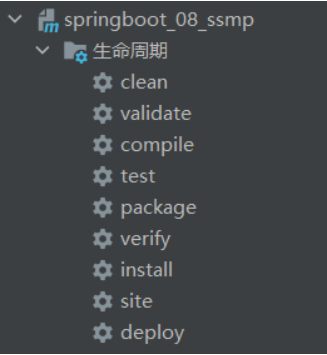 springboot_08_ssmp
生命周期
clean
validate
compile
test
package
verify
install
site
deploy